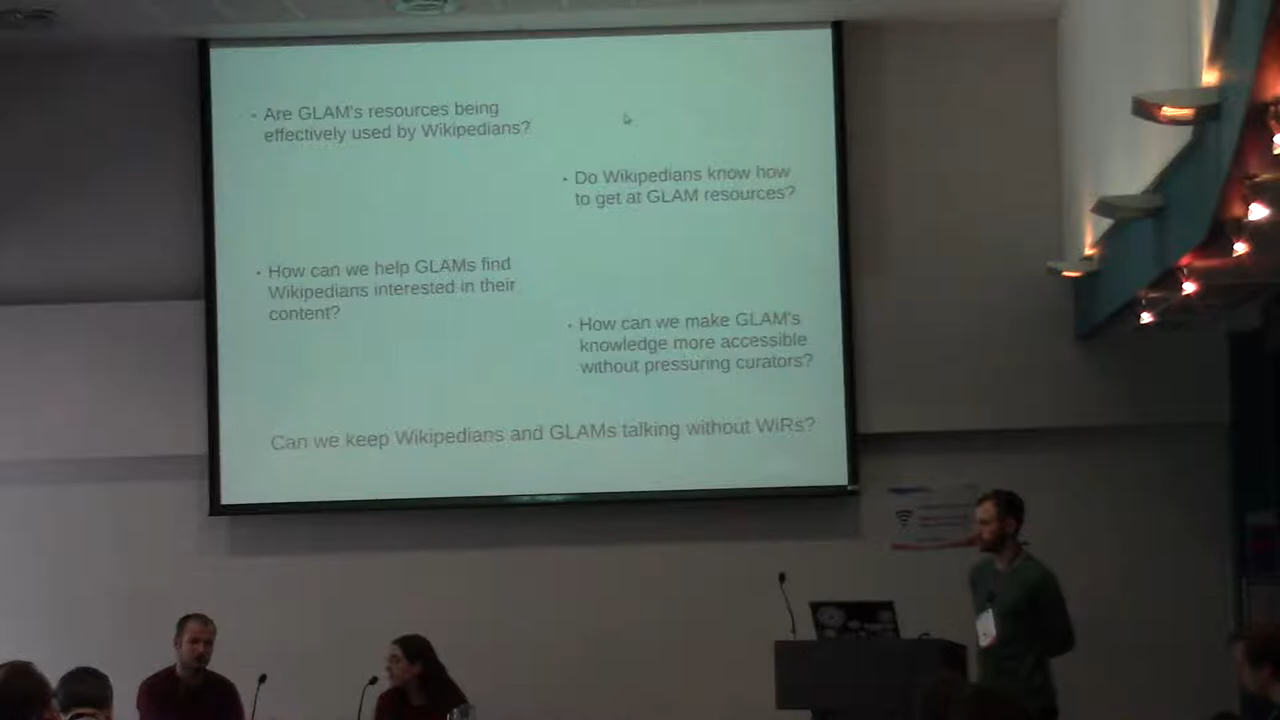 • Are GLAM's resources being
effectively used by Wikipedians?
• Do Wikipedians know how
to get at GLAM resources?
• How can we help GLAMs find
Wikipedians interested in their
content?
• How can we make GLAM's
knowledge more accessible
without pressuring curators?
Can we keep Wikipedians and GLAMs talking without WiRs?